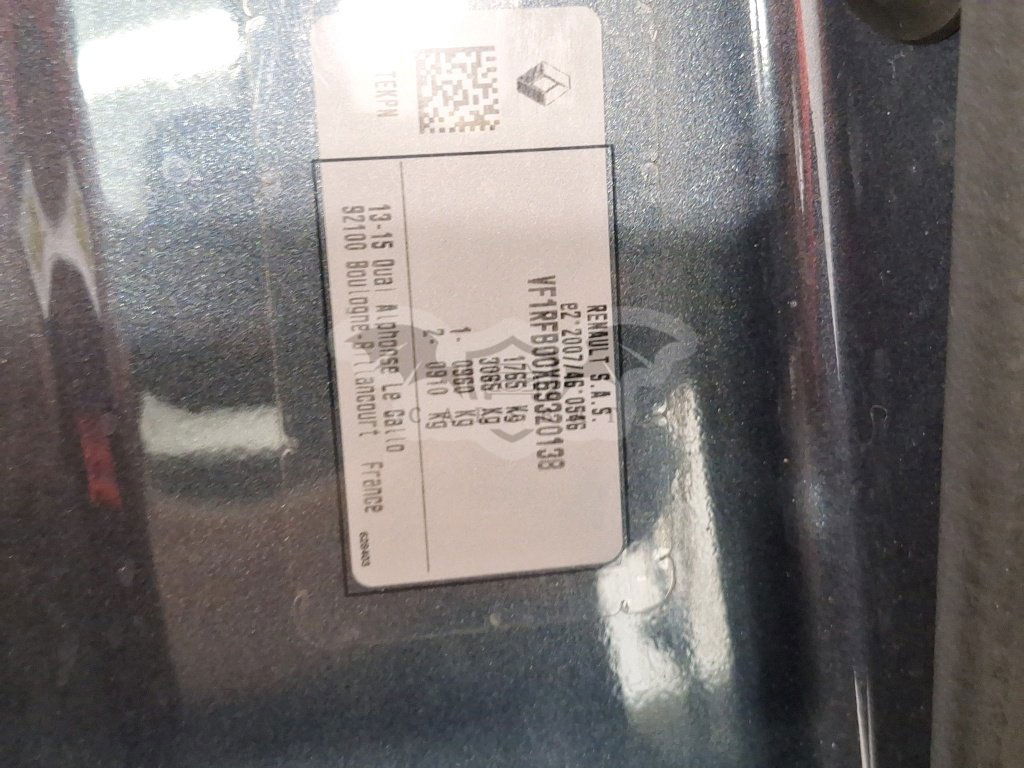 TEKPN
RENAULT S.A.S.
e2*2007/46*0546
VF1RFB00X69320138
1765 Kg
3065 Kg
1- 0960 Kg
2- 0910 Kg
13-15 Quai Alphonse Le Gallo
92100 Boulogne-Billancourt France